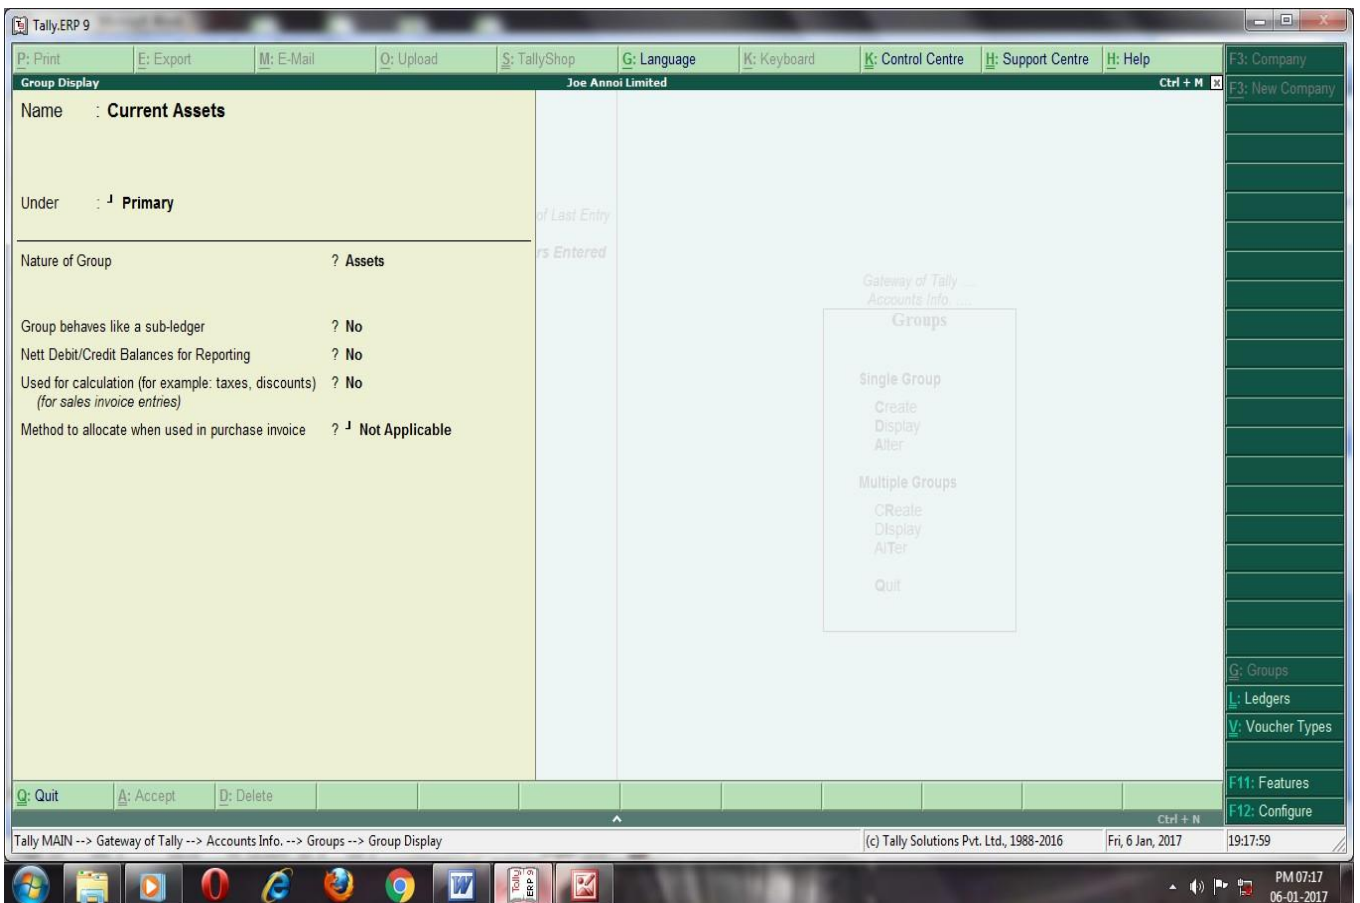 Tally.ERP 9
P: Print E: Export M: E-Mail O: Upload S: TallyShop G: Language K: Keyboard K: Control Centre H: Support Centre H: Help F3: Company
Group Display Joe Annoi Limited Ctrl + M F3: New Company
Name : Current Assets
Under : ┘ Primary
of Last Entry
rs Entered
Nature of Group ? Assets
Gateway of Tally ....
Accounts Info. ....
Groups
Group behaves like a sub-ledger ? No
Nett Debit/Credit Balances for Reporting ? No
Used for calculation (for example: taxes, discounts) ? No
(for sales invoice entries)
Method to allocate when used in purchase invoice ? ┘ Not Applicable
Single Group
Create
Display
Alter
Multiple Groups
CReate
DIsplay
AlTer
Quit
G: Groups
L: Ledgers
V: Voucher Types
F11: Features
F12: Configure
Q: Quit A: Accept D: Delete
Ctrl + N
Tally MAIN --> Gateway of Tally --> Accounts Info. --> Groups --> Group Display (c) Tally Solutions Pvt. Ltd., 1988-2016 Fri, 6 Jan, 2017 19:17:59
W Tally ERP 9
PM 07:17
06-01-2017